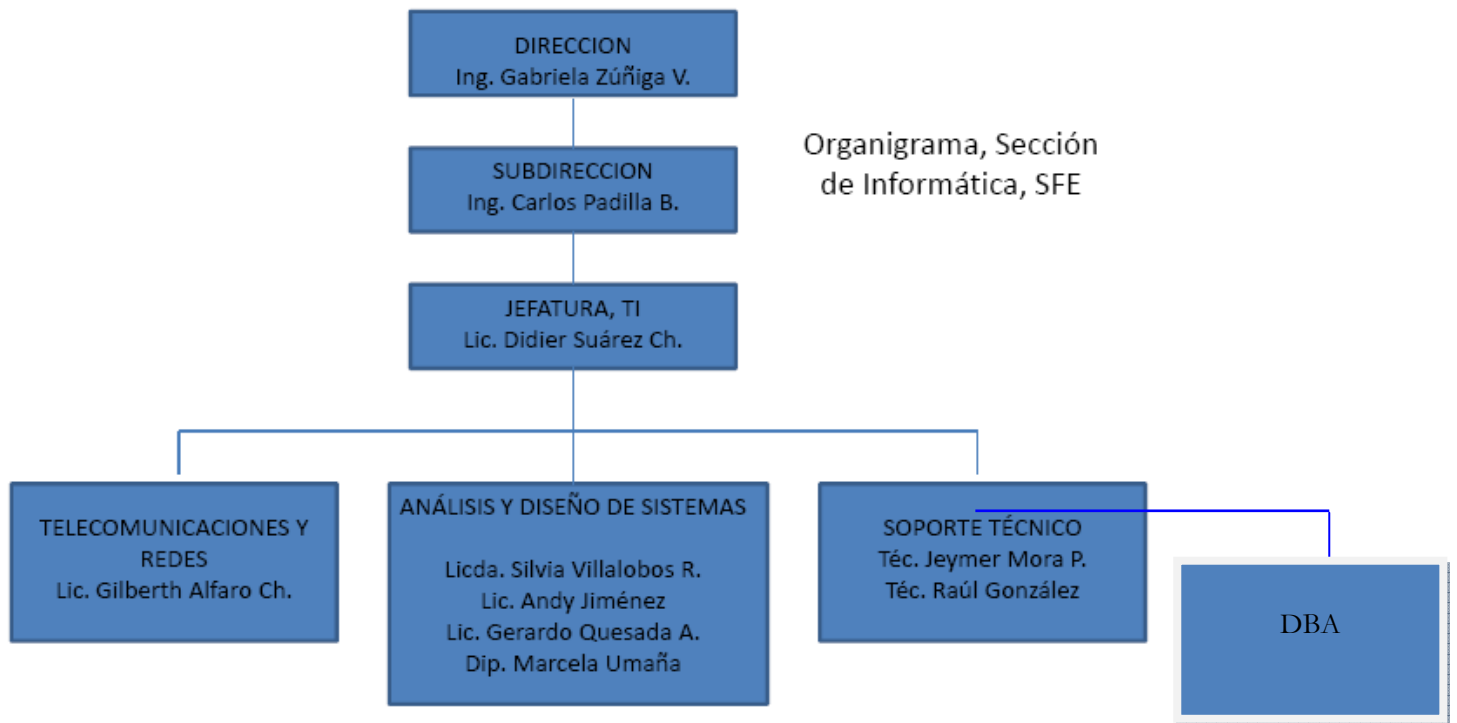 DIRECCION
Ing. Gabriela Zúñiga V.
Organigrama, Sección
de Informática, SFE
SUBDIRECCION
Ing. Carlos Padilla B.
JEFATURA, TI
Lic. Didier Suárez Ch.
TELECOMUNICACIONES Y
REDES
Lic. Gilberth Alfaro Ch.
ANÁLISIS Y DISEÑO DE SISTEMAS
Licda. Silvia Villalobos R.
Lic. Andy Jiménez
Lic. Gerardo Quesada A.
Dip. Marcela Umaña
SOPORTE TÉCNICO
Téc. Jeymer Mora P.
Téc. Raúl González
DBA